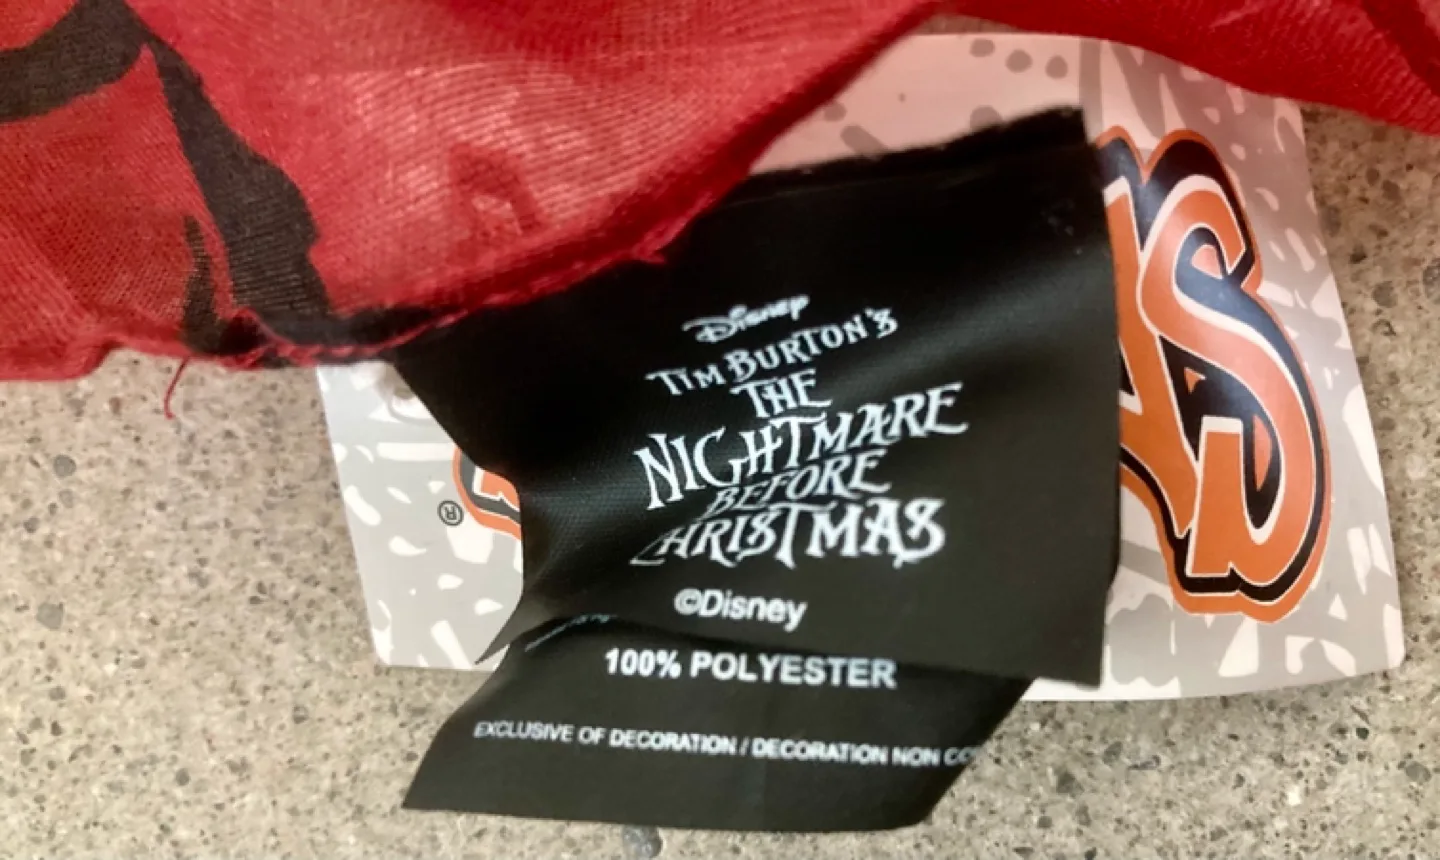 Disney
TIM BURTON'S
THE
NIGHTMARE
BEFORE
CHRISTMAS
©Disney
100% POLYESTER
EXCLUSIVE OF DECORATION / DECORATION NON
®